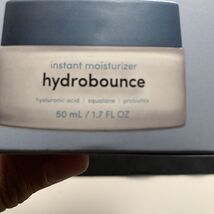 instant moisturizer
hydrobounce
hyaluronic acid | squalane | probiotics
50 mL / 1.7 FL OZ